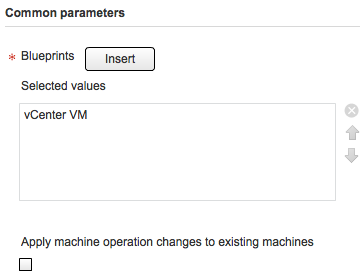 Common parameters
* Blueprints Insert
Selected values
vCenter VM
Apply machine operation changes to existing machines